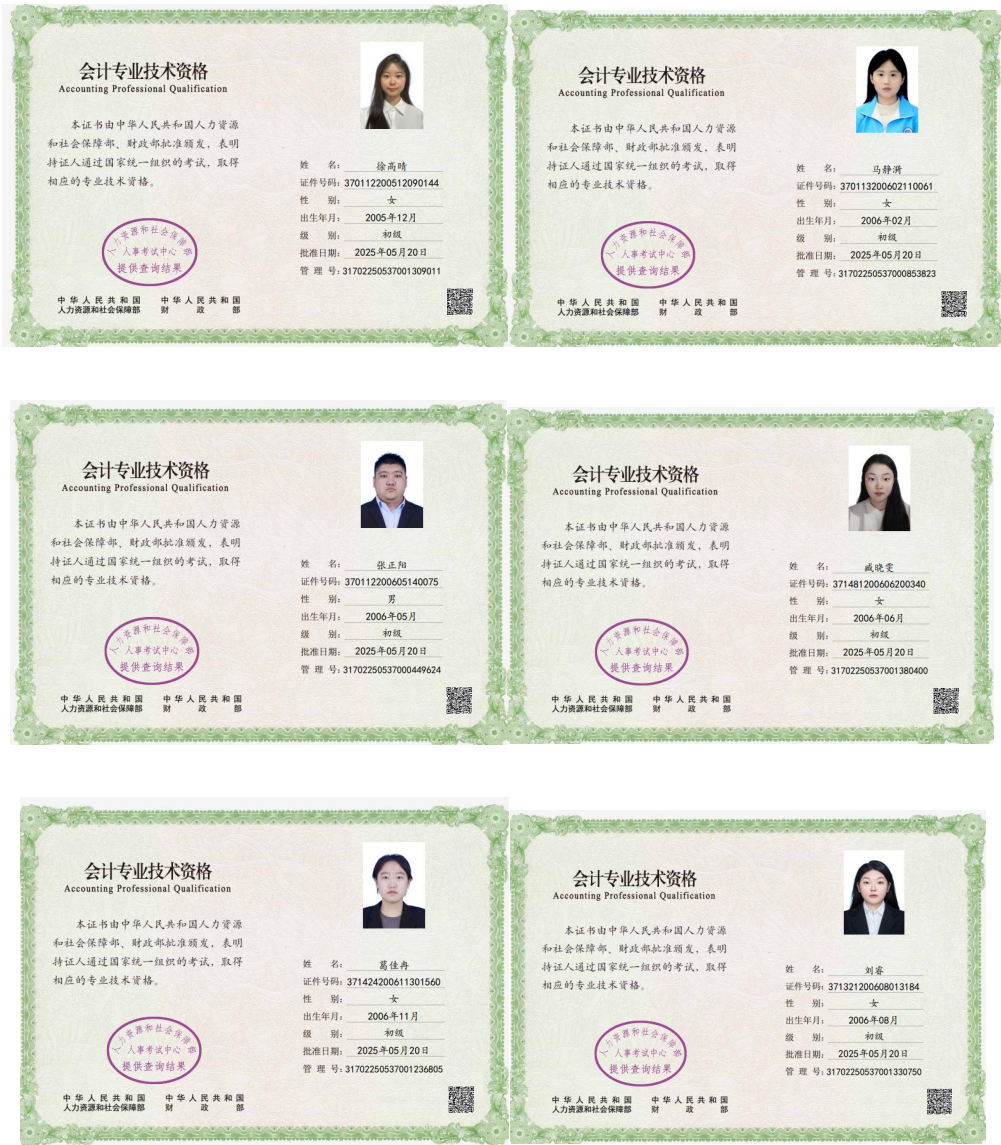 会计专业技术资格
Accounting Professional Qualification
本证书由中华人民共和国人力资源
和社会保障部、财政部批准颁发，表明
持证人通过国家统一组织的考试，取得
相应的专业技术资格。
姓 名：徐高晴
证件号码：370112200512090144
性 别：女
出生年月：2005年12月
级 别：初级
批准日期：2025年05月20日
管 理 号：31702250537001309011
人力资源和社会保障部
人事考试中心
提供查询结果
中华人民共和国 中华人民共和国
人力资源和社会保障部 财政部
会计专业技术资格
Accounting Professional Qualification
本证书由中华人民共和国人力资源
和社会保障部、财政部批准颁发，表明
持证人通过国家统一组织的考试，取得
相应的专业技术资格。
姓 名：马静漪
证件号码：370113200602110061
性 别：女
出生年月：2006年02月
级 别：初级
批准日期：2025年05月20日
管 理 号：31702250537000853823
人力资源和社会保障部
人事考试中心
提供查询结果
中华人民共和国 中华人民共和国
人力资源和社会保障部 财政部
会计专业技术资格
Accounting Professional Qualification
本证书由中华人民共和国人力资源
和社会保障部、财政部批准颁发，表明
持证人通过国家统一组织的考试，取得
相应的专业技术资格。
姓 名：张正阳
证件号码：370112200605140075
性 别：男
出生年月：2006年05月
级 别：初级
批准日期：2025年05月20日
管 理 号：31702250537000449624
人力资源和社会保障部
人事考试中心
提供查询结果
中华人民共和国 中华人民共和国
人力资源和社会保障部 财政部
会计专业技术资格
Accounting Professional Qualification
本证书由中华人民共和国人力资源
和社会保障部、财政部批准颁发，表明
持证人通过国家统一组织的考试，取得
相应的专业技术资格。
姓 名：臧晓雯
证件号码：371481200606200340
性 别：女
出生年月：2006年06月
级 别：初级
批准日期：2025年05月20日
管 理 号：31702250537001380400
人力资源和社会保障部
人事考试中心
提供查询结果
中华人民共和国 中华人民共和国
人力资源和社会保障部 财政部
会计专业技术资格
Accounting Professional Qualification
本证书由中华人民共和国人力资源
和社会保障部、财政部批准颁发，表明
持证人通过国家统一组织的考试，取得
相应的专业技术资格。
姓 名：葛佳冉
证件号码：371424200611301560
性 别：女
出生年月：2006年11月
级 别：初级
批准日期：2025年05月20日
管 理 号：31702250537001236805
人力资源和社会保障部
人事考试中心
提供查询结果
中华人民共和国 中华人民共和国
人力资源和社会保障部 财政部
会计专业技术资格
Accounting Professional Qualification
本证书由中华人民共和国人力资源
和社会保障部、财政部批准颁发，表明
持证人通过国家统一组织的考试，取得
相应的专业技术资格。
姓 名：刘睿
证件号码：371321200608013184
性 别：女
出生年月：2006年08月
级 别：初级
批准日期：2025年05月20日
管 理 号：31702250537001330750
人力资源和社会保障部
人事考试中心
提供查询结果
中华人民共和国 中华人民共和国
人力资源和社会保障部 财政部